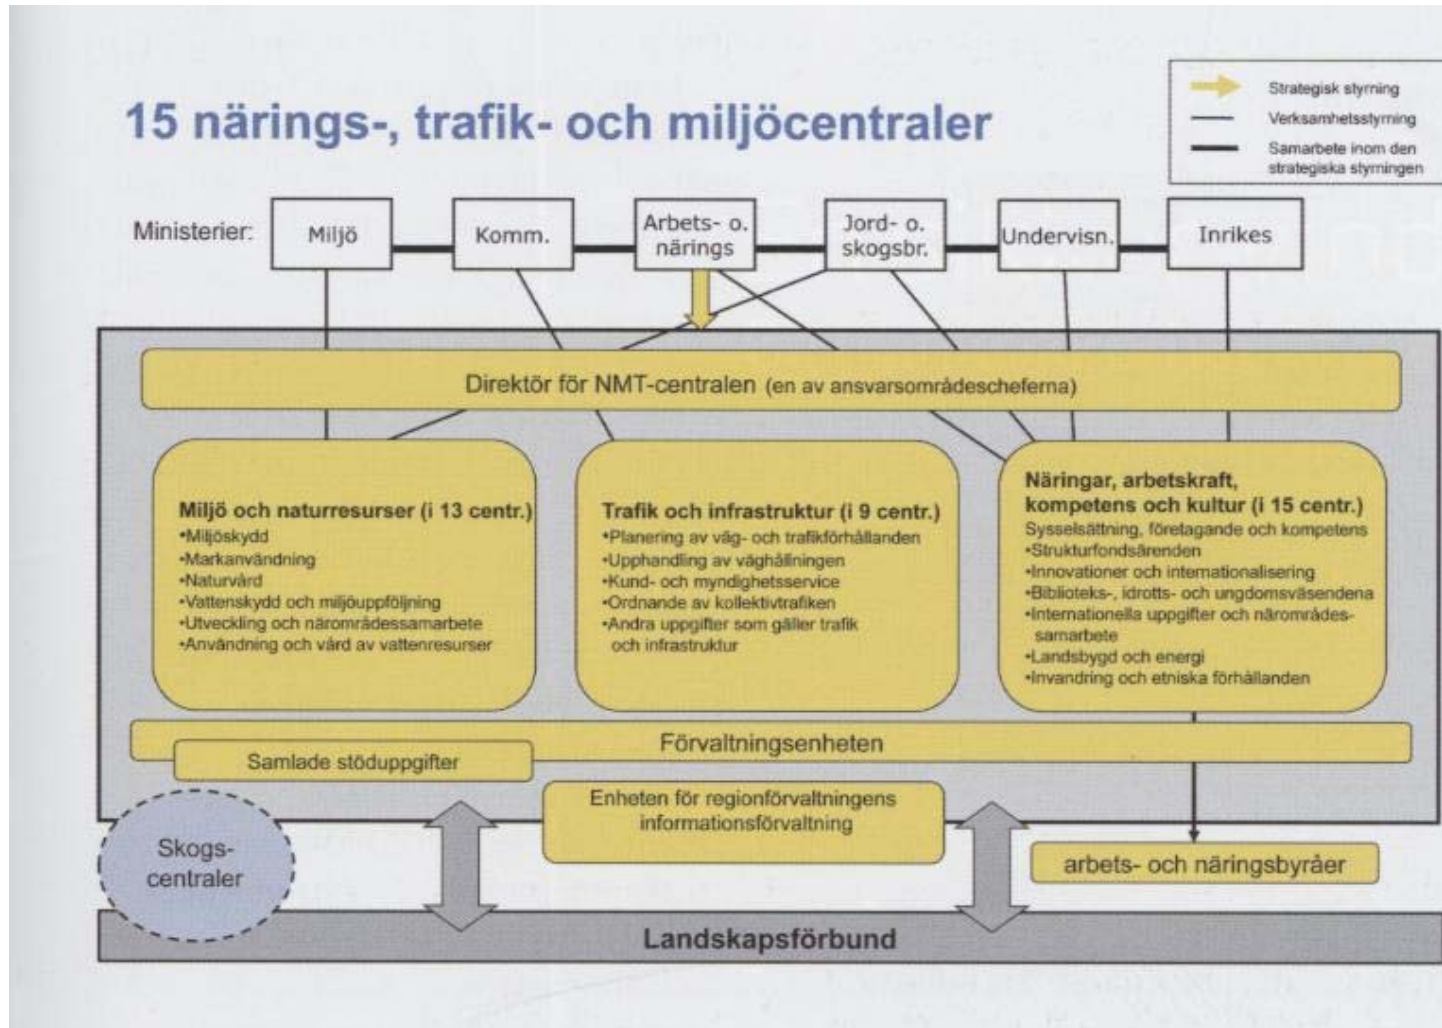 15 närings-, trafik- och miljöcentraler
Strategisk styrning
Verksamhetsstyrning
Samarbete inom den
strategiska styrningen
Ministerier:
Miljö
Komm.
Arbets- o.
närings
Jord- o.
skogsbr.
Undervisn.
Inrikes
Direktör för NMT-centralen (en av ansvarsområdescheferna)
Miljö och naturresurser (i 13 centr.)
•Miljöskydd
•Markanvändning
•Naturvård
•Vattenskydd och miljöuppföljning
•Utveckling och närområdessamarbete
•Användning och vård av vattenresurser
Trafik och infrastruktur (i 9 centr.)
•Planering av väg- och trafikförhållanden
•Upphandling av väghållningen
•Kund- och myndighetsservice
•Ordnande av kollektivtrafiken
•Andra uppgifter som gäller trafik
och infrastruktur
Näringar, arbetskraft,
kompetens och kultur (i 15 centr.)
Sysselsättning, företagande och kompetens
•Strukturfondsärenden
•Innovationer och internationalisering
•Biblioteks-, idrotts- och ungdomsväsendena
•Internationella uppgifter och närområdes-
samarbete
•Landsbygd och energi
•Invandring och etniska förhållanden
Förvaltningsenheten
Samlade stöduppgifter
Enheten för regionförvaltningens
informationsförvaltning
Skogs-
centraler
arbets- och näringsbyråer
Landskapsförbund